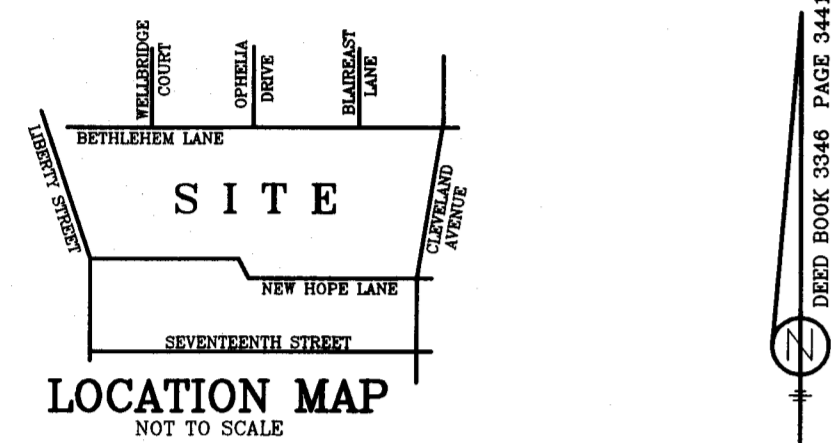 WELLBRIDGE
COURT
OPHELIA
DRIVE
BLAIREAST
LANE
BETHLEHEM LANE
LIBERTY STREET
S I T E
CLEVELAND
AVENUE
NEW HOPE LANE
SEVENTEENTH STREET
LOCATION MAP
NOT TO SCALE
DEED BOOK 3346 PAGE 3441
N